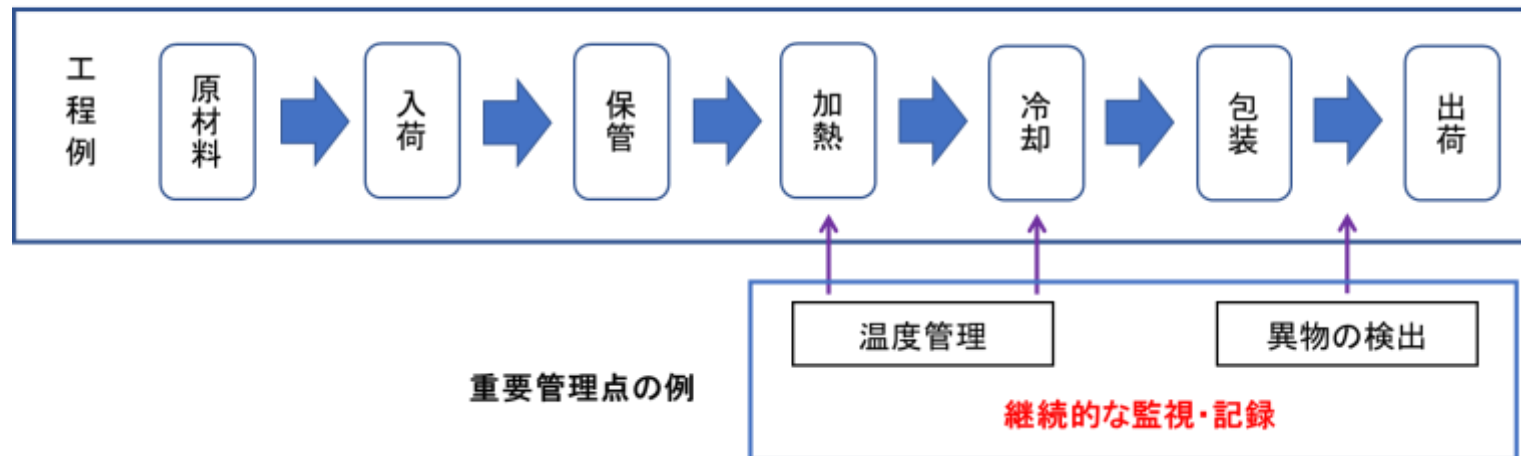 工程例
原材料
入荷
保管
加熱
冷却
包装
出荷
温度管理
異物の検出
重要管理点の例
継続的な監視・記録